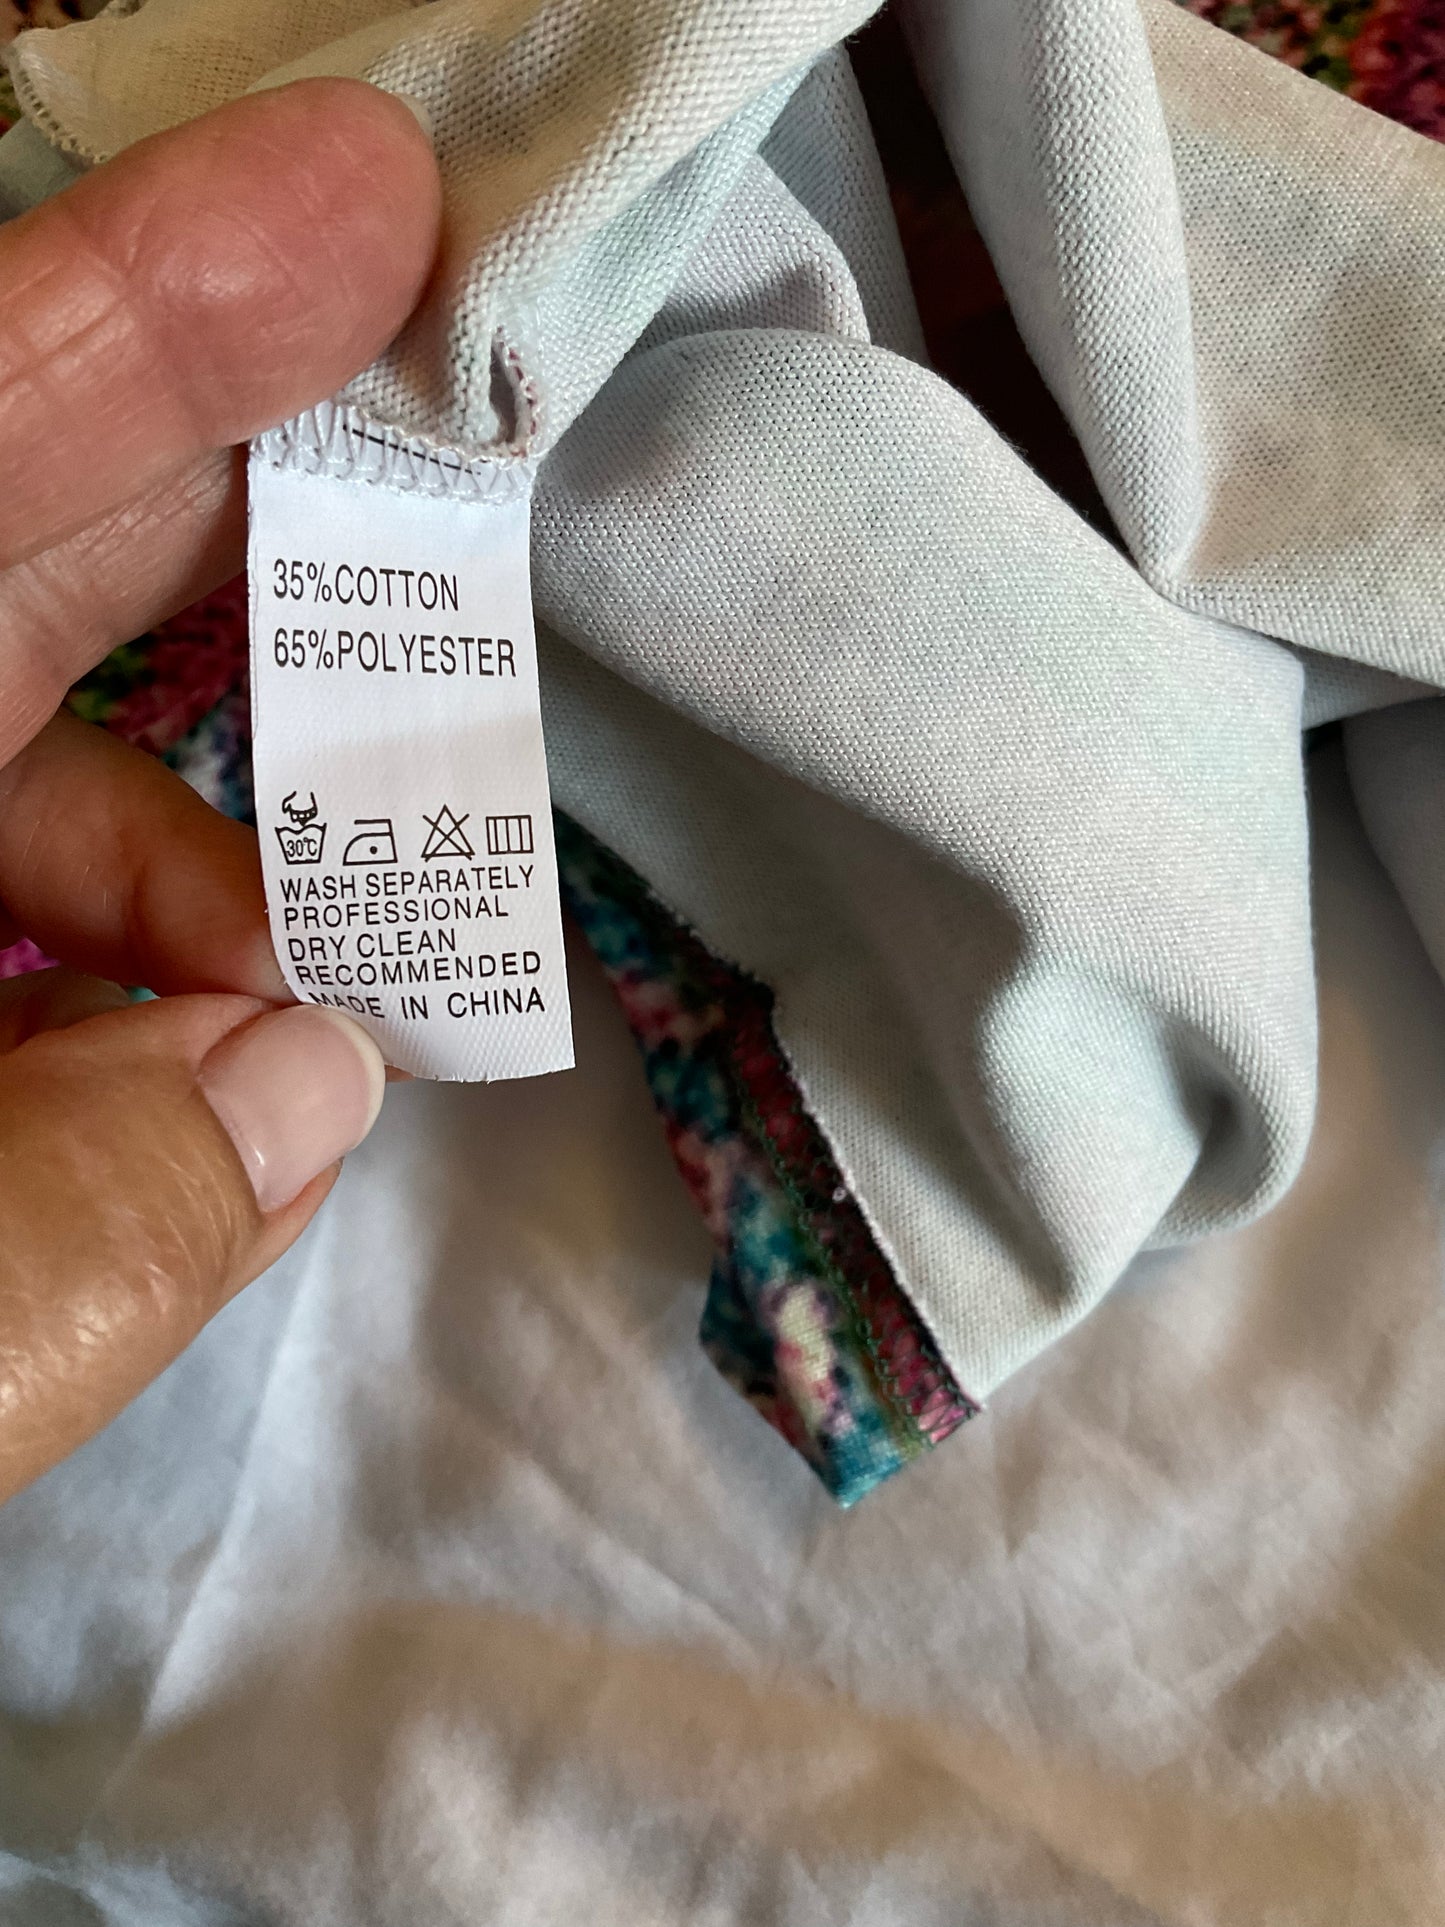 35%COTTON
65%POLYESTER
30℃
WASH SEPARATELY
PROFESSIONAL
DRY CLEAN
RECOMMENDED
MADE IN CHINA